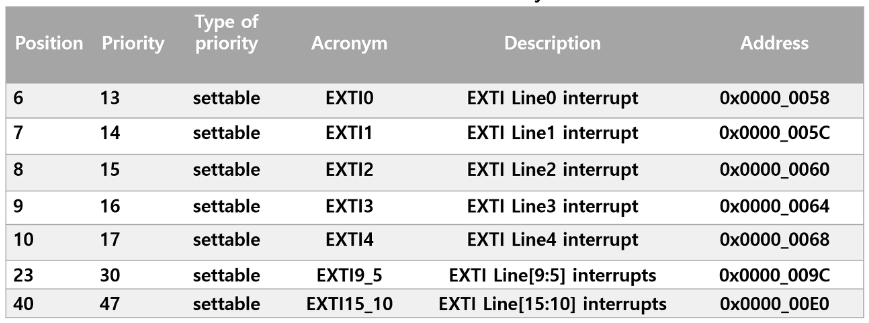 Position Priority Type of priority Acronym Description Address
6 13 settable EXTI0 EXTI Line0 interrupt 0x0000_0058
7 14 settable EXTI1 EXTI Line1 interrupt 0x0000_005C
8 15 settable EXTI2 EXTI Line2 interrupt 0x0000_0060
9 16 settable EXTI3 EXTI Line3 interrupt 0x0000_0064
10 17 settable EXTI4 EXTI Line4 interrupt 0x0000_0068
23 30 settable EXTI9_5 EXTI Line[9:5] interrupts 0x0000_009C
40 47 settable EXTI15_10 EXTI Line[15:10] interrupts 0x0000_00E0